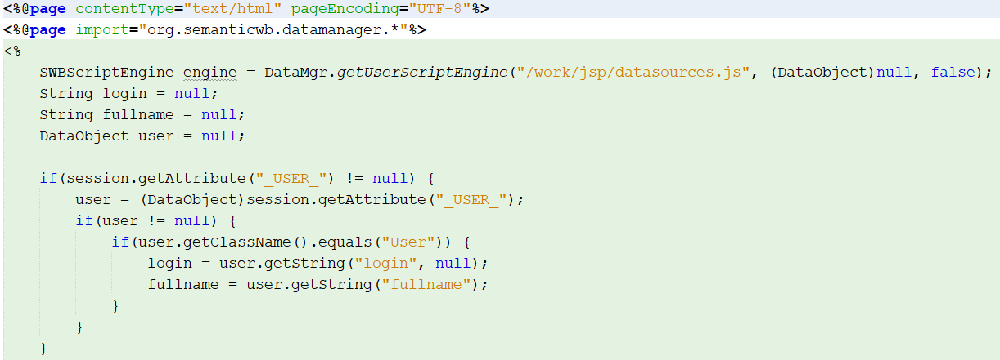 <%@page contentType="text/html" pageEncoding="UTF-8"%>
<%@page import="org.semanticwb.datamanager.*"%>
<%
    SWBScriptEngine engine = DataMgr.getUserScriptEngine("/work/jsp/datasources.js", (DataObject)null, false);
    String login = null;
    String fullname = null;
    DataObject user = null;

    if(session.getAttribute("_USER_") != null) {
        user = (DataObject)session.getAttribute("_USER_");
        if(user != null) {
            if(user.getClassName().equals("User")) {
                login = user.getString("login", null);
                fullname = user.getString("fullname");
            }
        }
    }